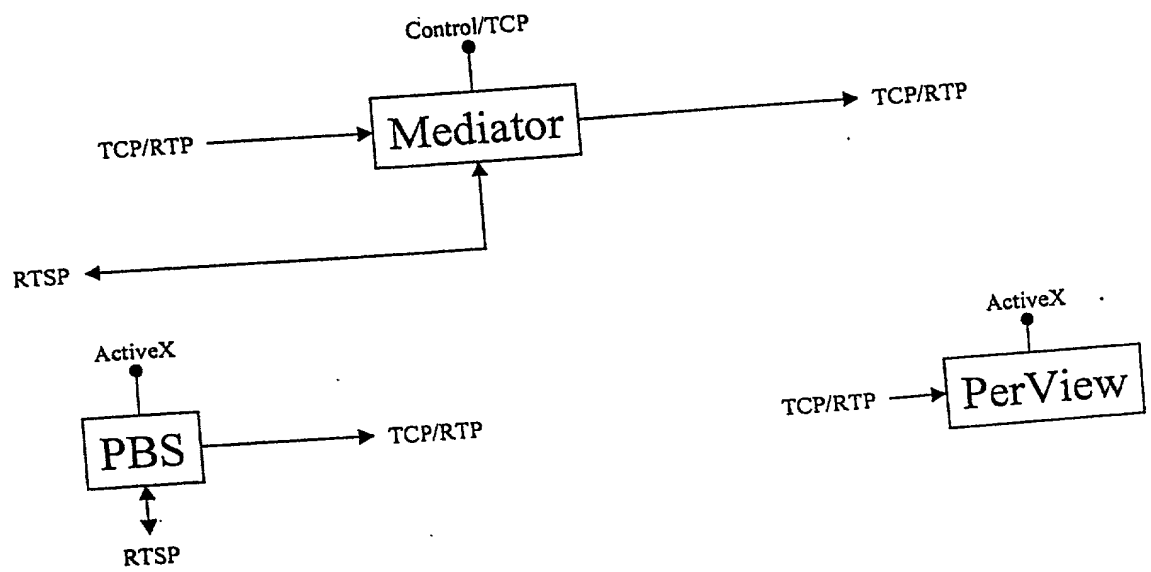 Control/TCP
TCP/RTP
Mediator
TCP/RTP
RTSP
ActiveX
ActiveX
PBS
TCP/RTP
TCP/RTP
PerView
RTSP